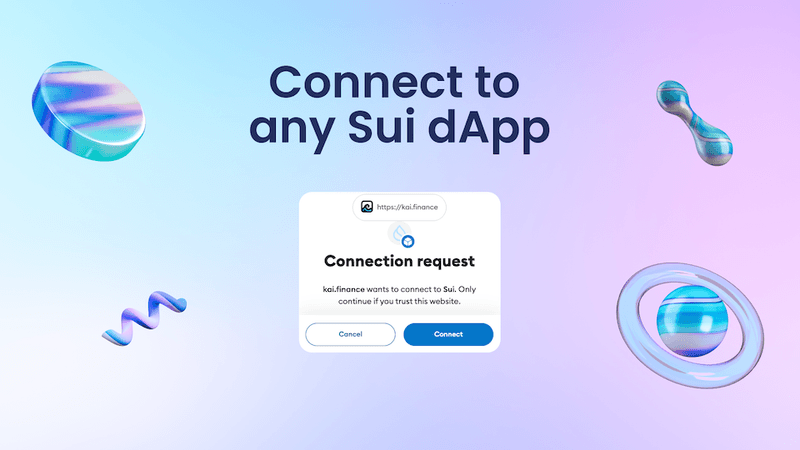 Connect to
any Sui dApp
https://kai.finance
Connection request
kai.finance wants to connect to Sui. Only
continue if you trust this website.
Cancel
Connect